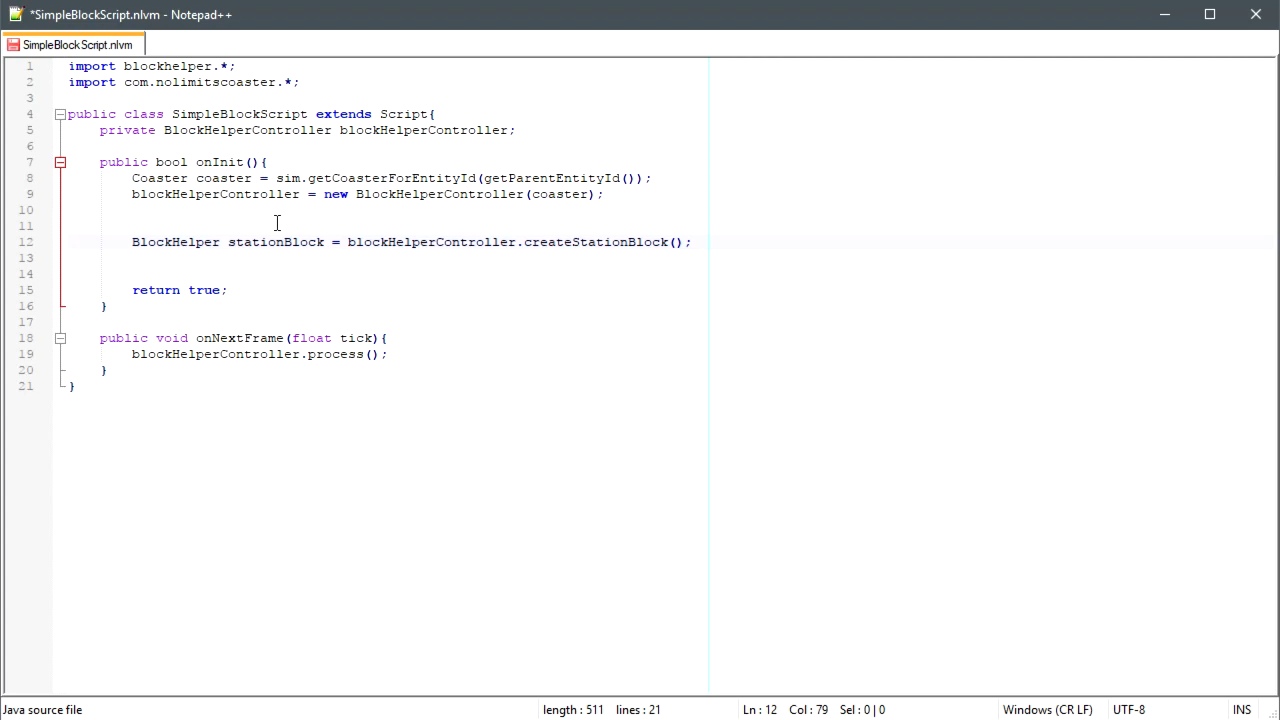 *SimpleBlockScript.nlvm - Notepad++
SimpleBlockScript.nlvm
1 import blockhelper.*;
2 import com.nolimitscoaster.*;
3
4 public class SimpleBlockScript extends Script{
5 private BlockHelperController blockHelperController;
6
7 public bool onInit(){
8 Coaster coaster = sim.getCoasterForEntityId(getParentEntityId());
9 blockHelperController = new BlockHelperController(coaster);
10
11
12 BlockHelper stationBlock = blockHelperController.createStationBlock();
13
14
15 return true;
16 }
17
18 public void onNextFrame(float tick){
19 blockHelperController.process();
20 }
21 }
Java source file length : 511 lines : 21 Ln : 12 Col : 79 Sel : 0 | 0 Windows (CR LF) UTF-8 INS